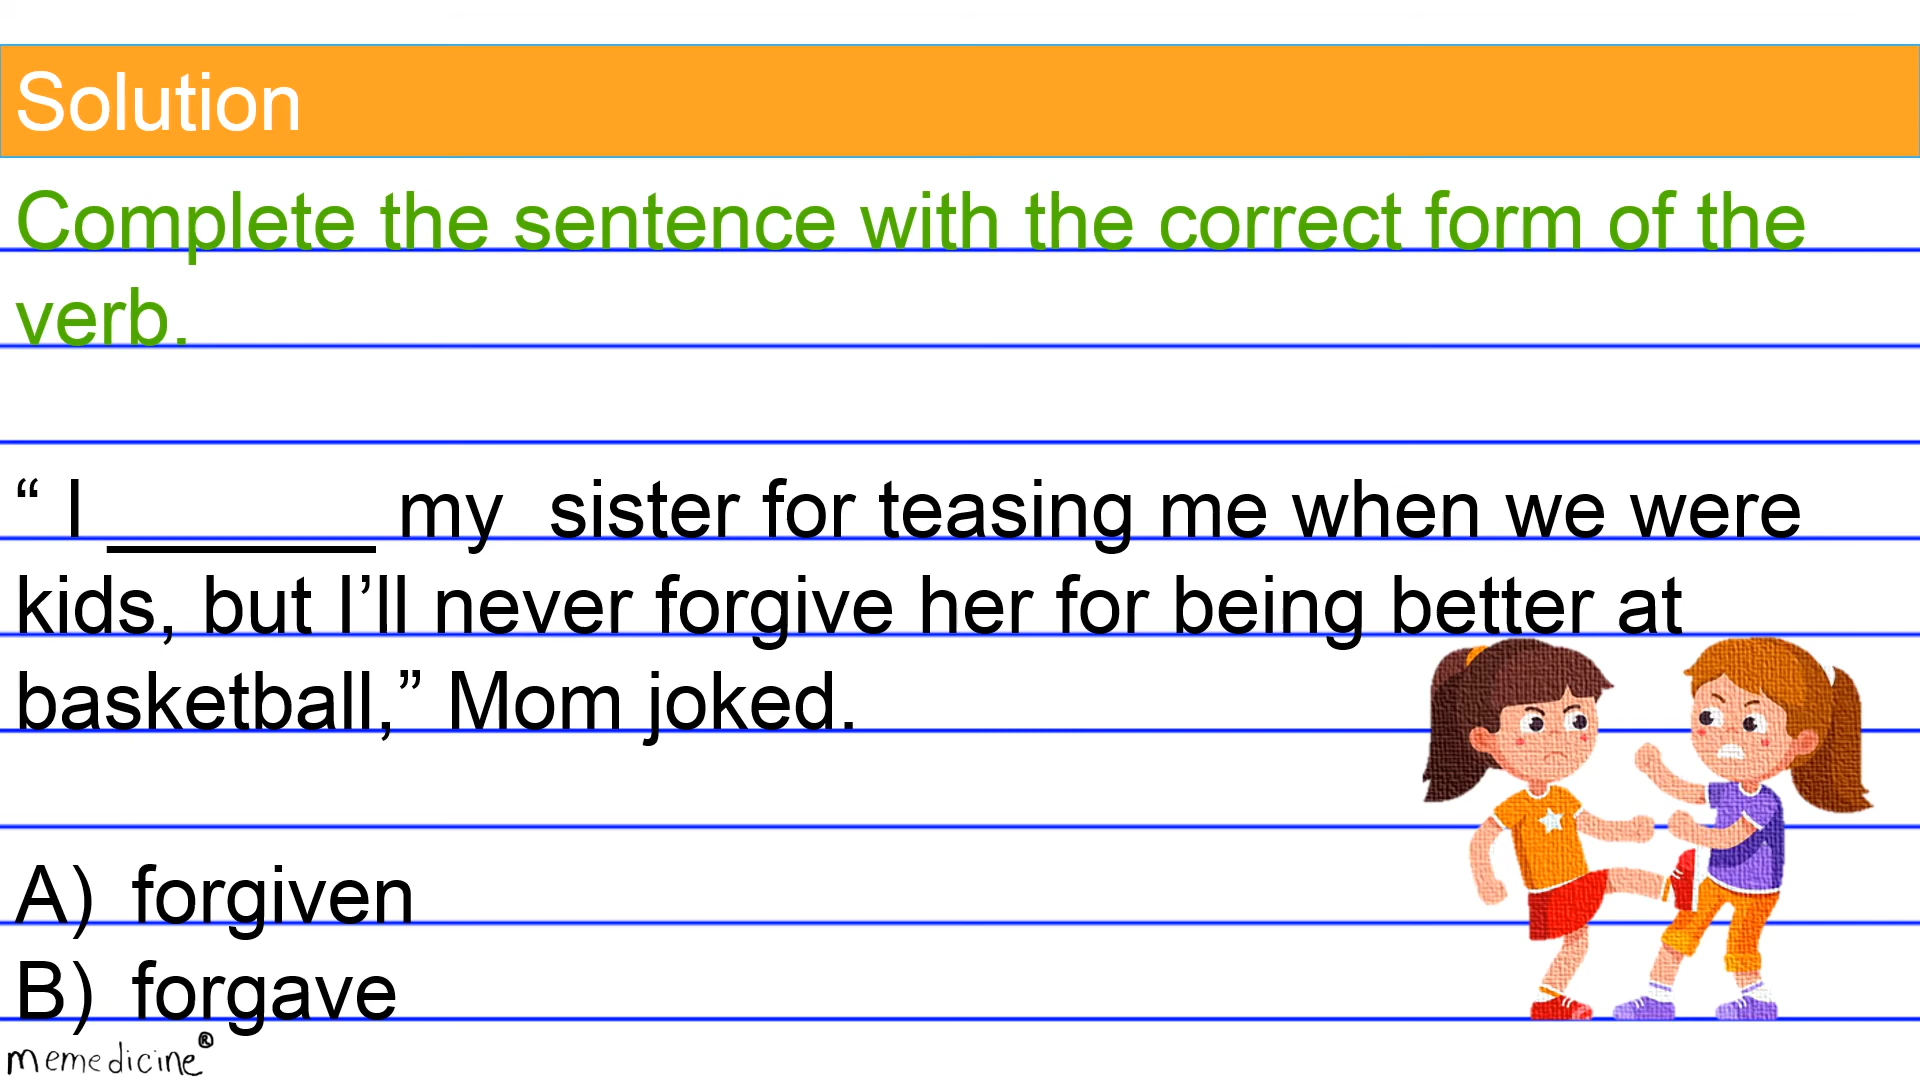 Solution
Complete the sentence with the correct form of the
verb.
“ I ______ my  sister for teasing me when we were
kids, but I’ll never forgive her for being better at
basketball,” Mom joked.
A) forgiven
B) forgave
memedicine®